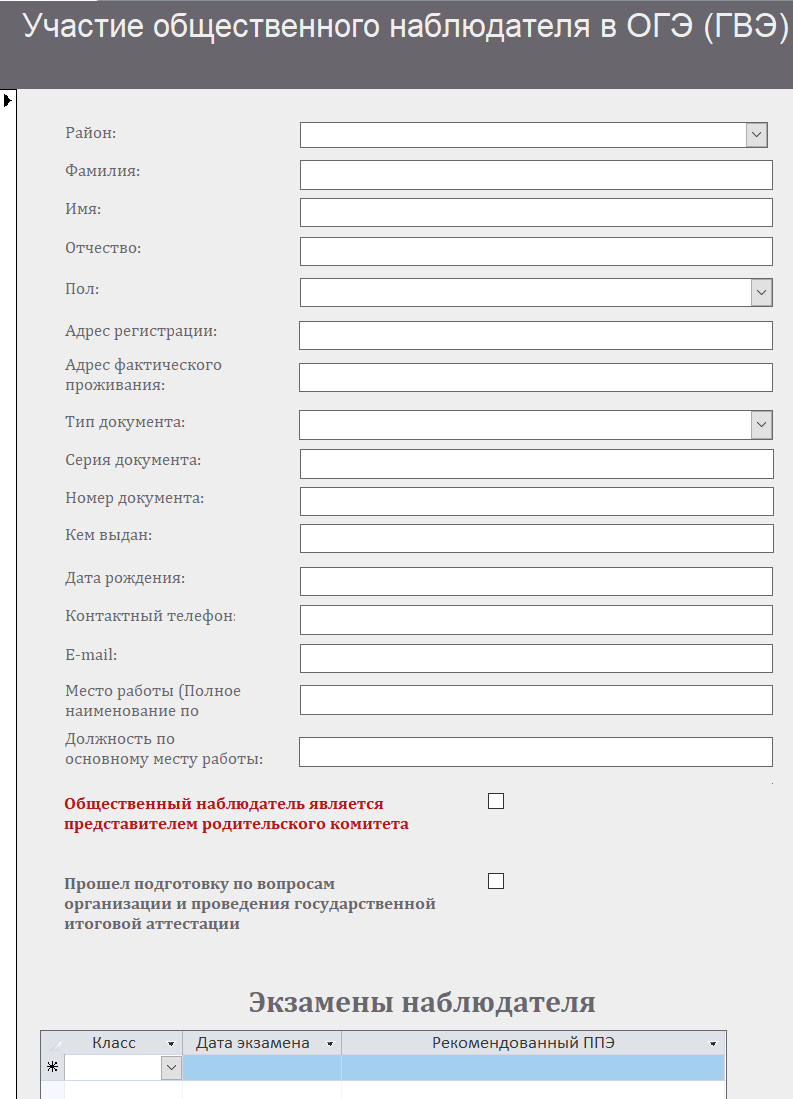 Участие общественного наблюдателя в ОГЭ (ГВЭ)
Район:
Фамилия:
Имя:
Отчество:
Пол:
Адрес регистрации:
Адрес фактического
проживания:
Тип документа:
Серия документа:
Номер документа:
Кем выдан:
Дата рождения:
Контактный телефон:
E-mail:
Место работы (Полное
наименование по
Должность по
основному месту работы:
Общественный наблюдатель является
представителем родительского комитета
Прошел подготовку по вопросам
организации и проведения государственной
итоговой аттестации
Экзамены наблюдателя
Класс Дата экзамена Рекомендованный ППЭ